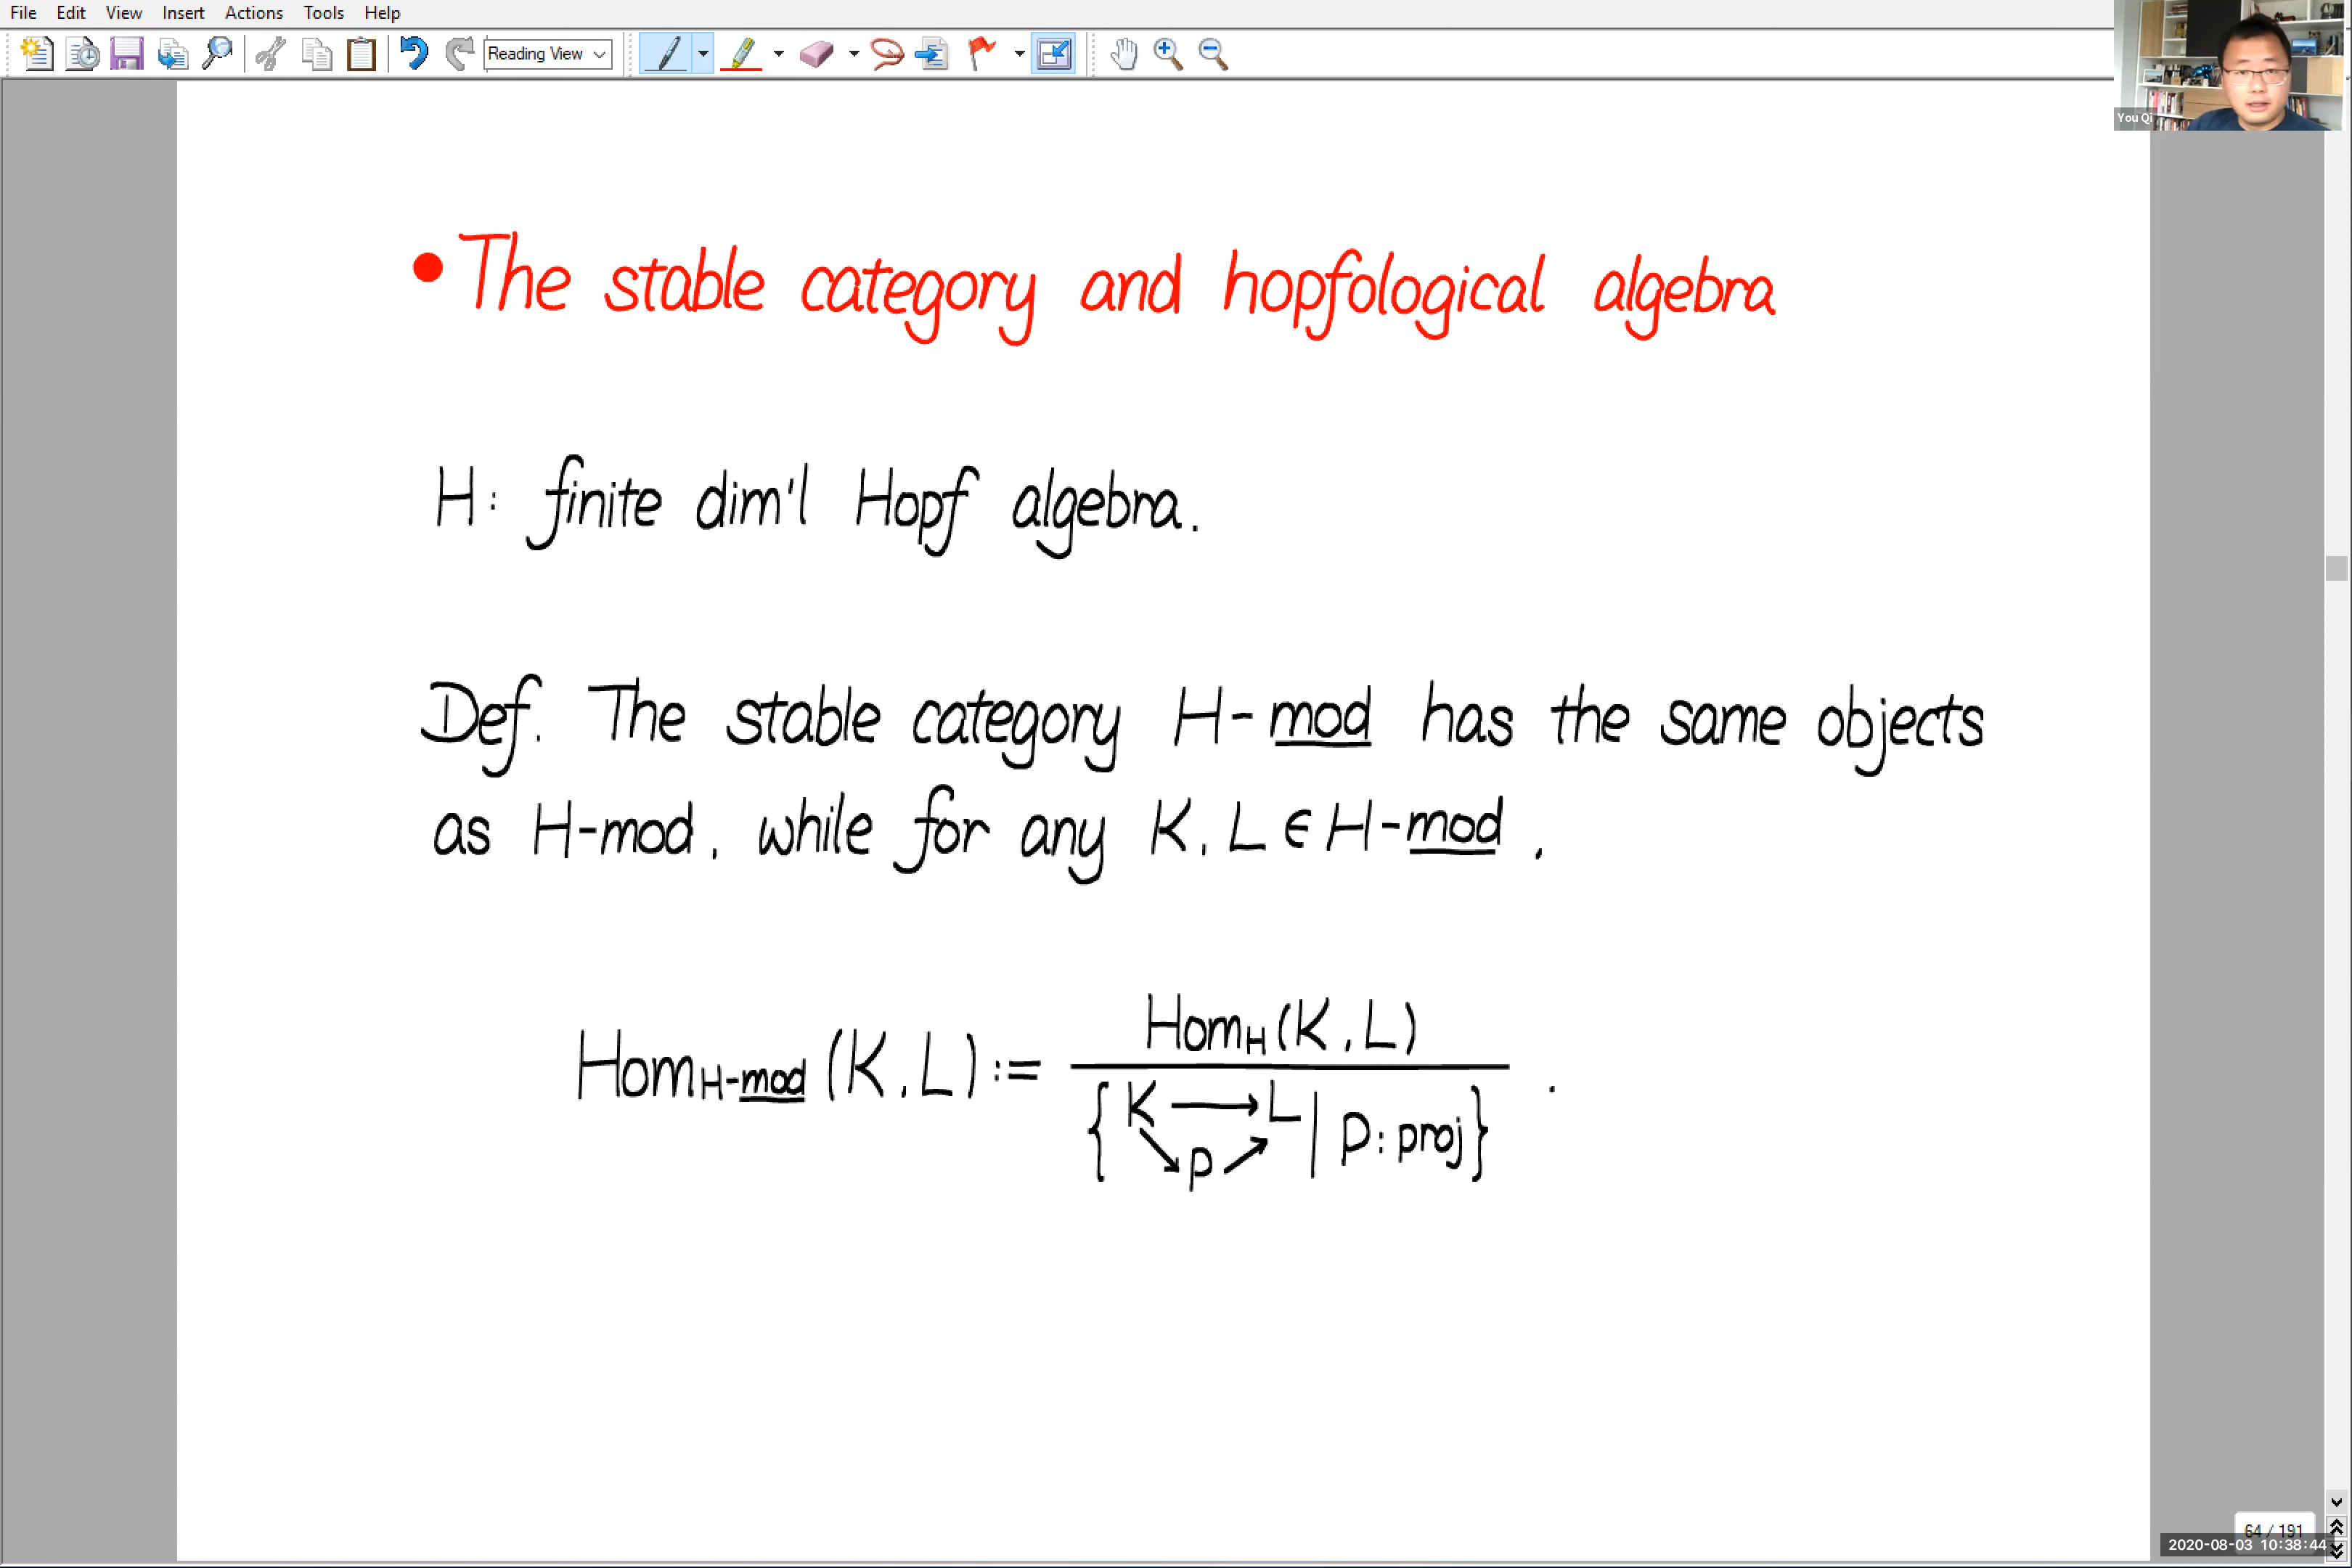 File Edit View Insert Actions Tools Help
Reading View
You Qi
• The stable category and hopfological algebra
H: finite dim'l Hopf algebra.
Def. The stable category H-mod has the same objects
as H-mod, while for any K, L ∈ H-mod,
Hom_H-mod (K, L) := Hom_H (K, L)
{ K → L | P: proj } .
↘ P ↗
64 / 191
2020-08-03 10:38:44